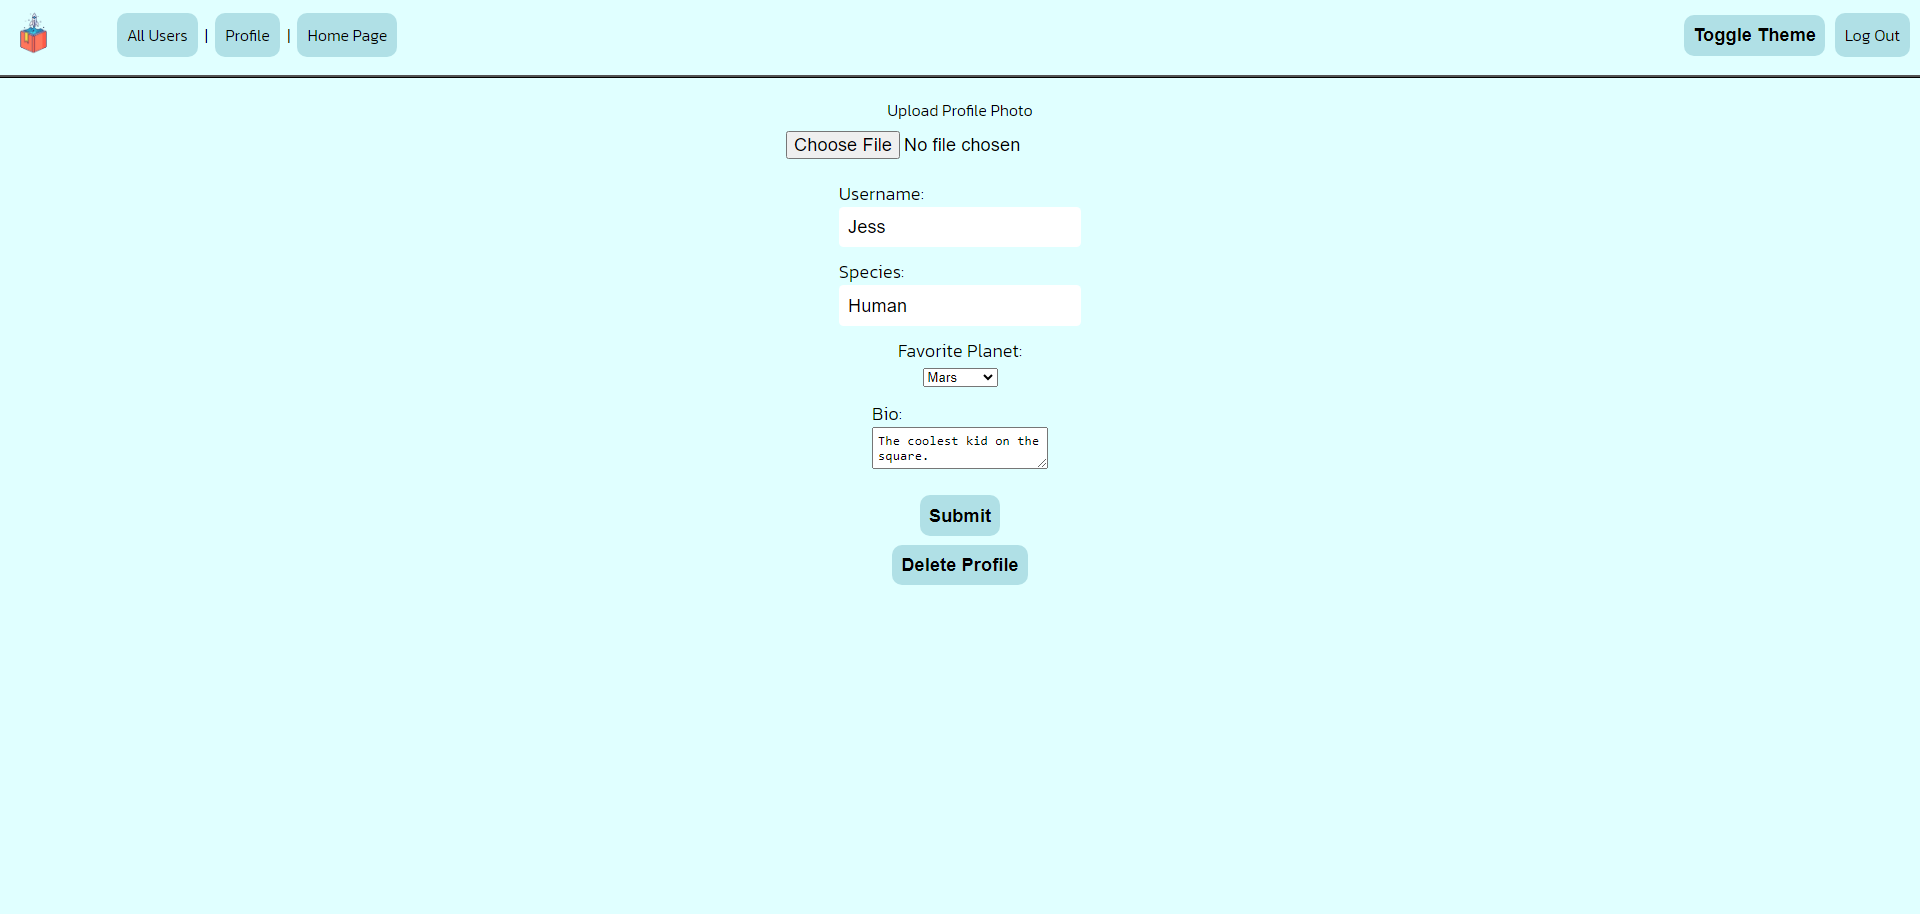 All Users | Profile | Home Page Toggle Theme Log Out
Upload Profile Photo
Choose File No file chosen
Username:
Jess
Species:
Human
Favorite Planet:
Mars
Bio:
The coolest kid on the
square.
Submit
Delete Profile